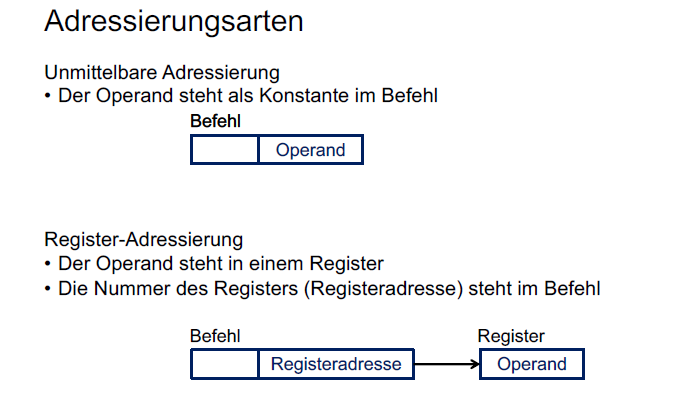 Adressierungsarten
Unmittelbare Adressierung
• Der Operand steht als Konstante im Befehl
Befehl
Operand
Register-Adressierung
• Der Operand steht in einem Register
• Die Nummer des Registers (Registeradresse) steht im Befehl
Befehl Register
Registeradresse Operand